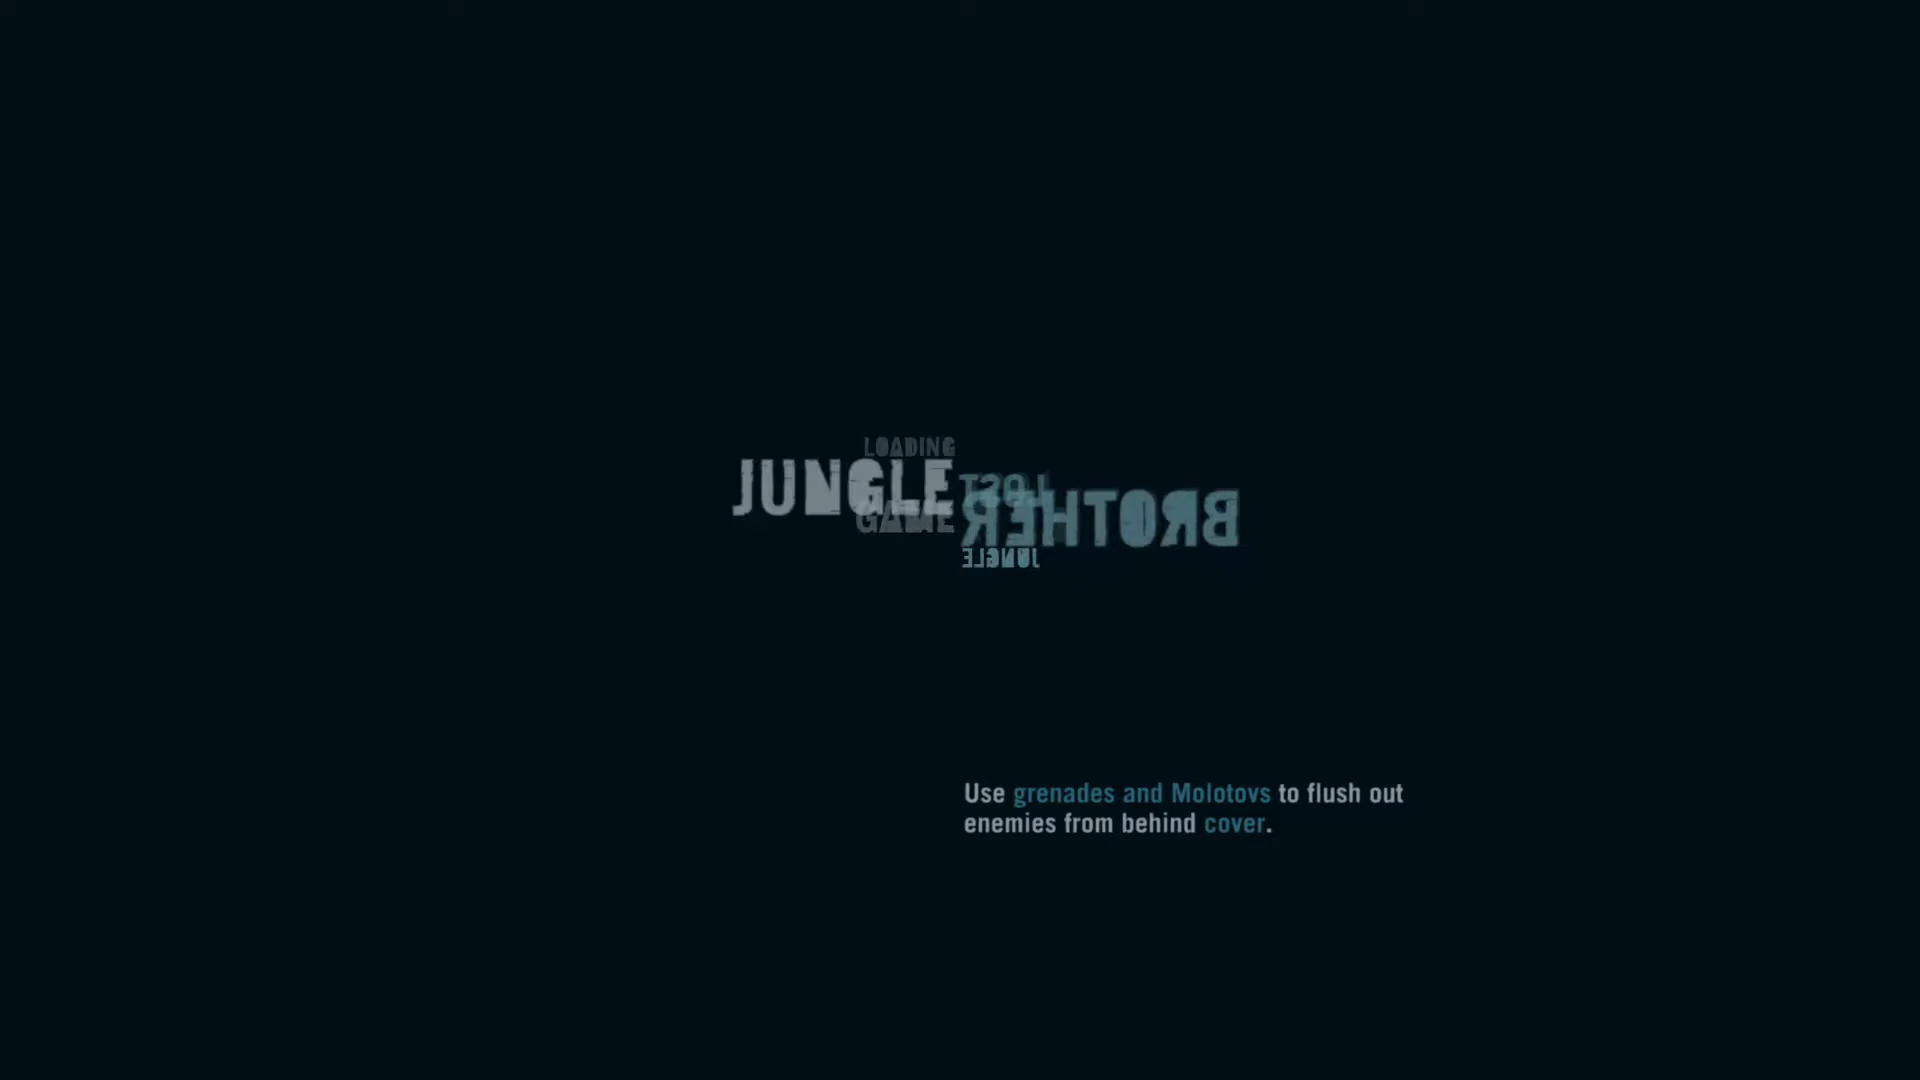 LOADING
JUNGLE
GAME
LOST
BROTHER
JUNGLE
Use grenades and Molotovs to flush out
enemies from behind cover.